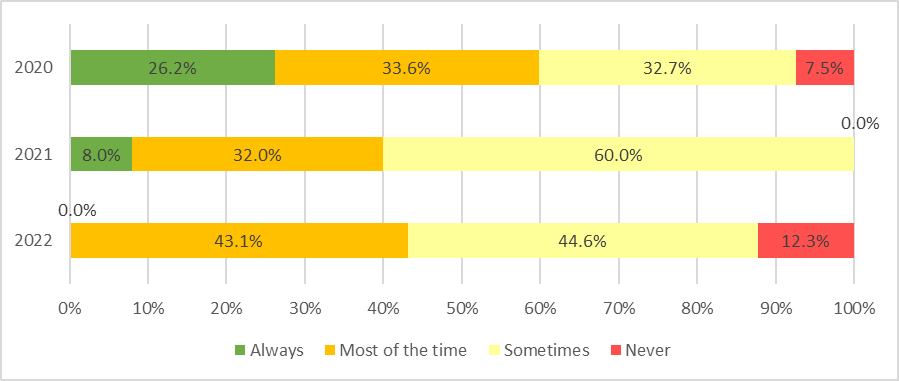 2020 26.2% 33.6% 32.7% 7.5%
0.0%
2021 8.0% 32.0% 60.0%
0.0%
2022 43.1% 44.6% 12.3%
0% 10% 20% 30% 40% 50% 60% 70% 80% 90% 100%
Always Most of the time Sometimes Never